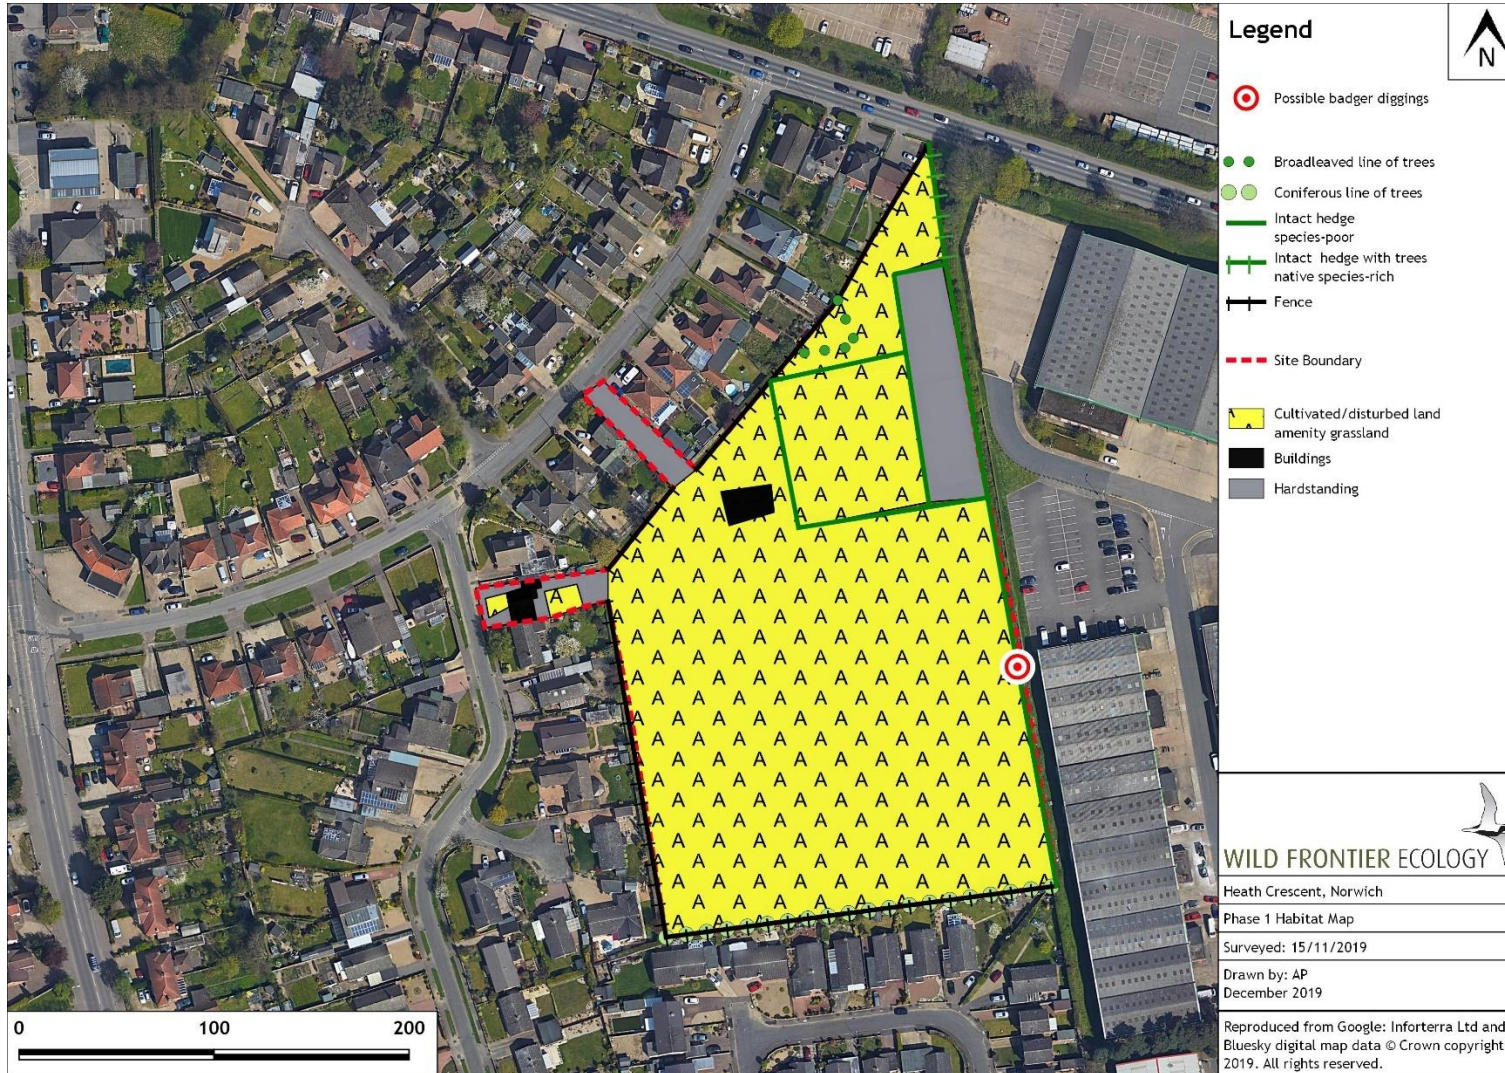 Legend
N
Possible badger diggings
Broadleaved line of trees
Coniferous line of trees
Intact hedge
species-poor
Intact hedge with trees
native species-rich
Fence
Site Boundary
Cultivated/disturbed land
amenity grassland
Buildings
Hardstanding
WILD FRONTIER ECOLOGY
Heath Crescent, Norwich
Phase 1 Habitat Map
Surveyed: 15/11/2019
Drawn by: AP
December 2019
Reproduced from Google: Inforterra Ltd and
Bluesky digital map data © Crown copyright
2019. All rights reserved.
0 100 200